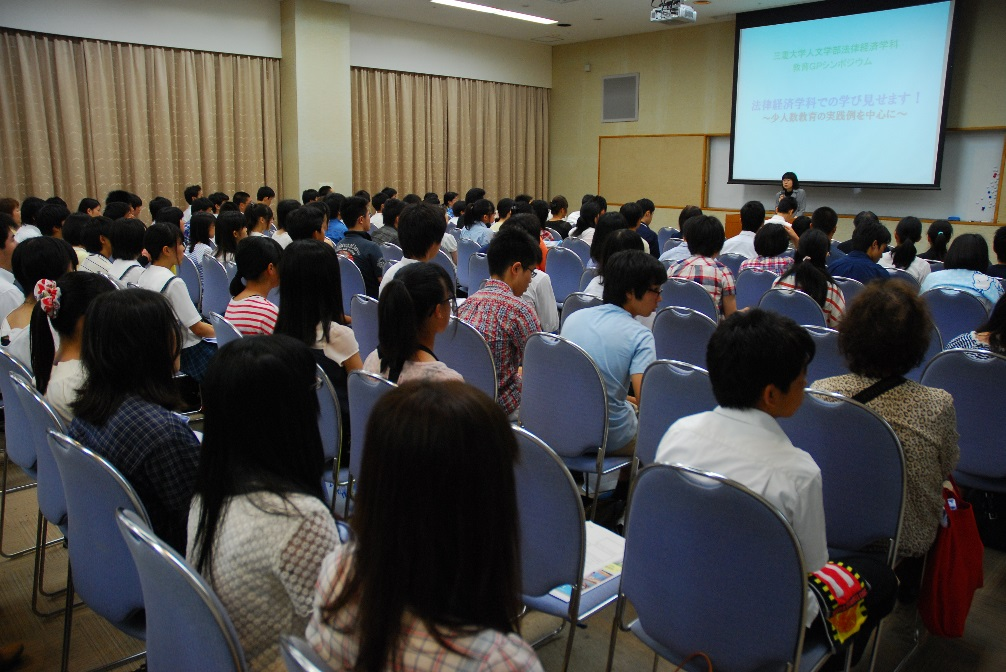 三重大学人文学部法律経済学科
教育GPシンポジウム
法律経済学科での学び見せます！
～少人数教育の実践例を中心に～